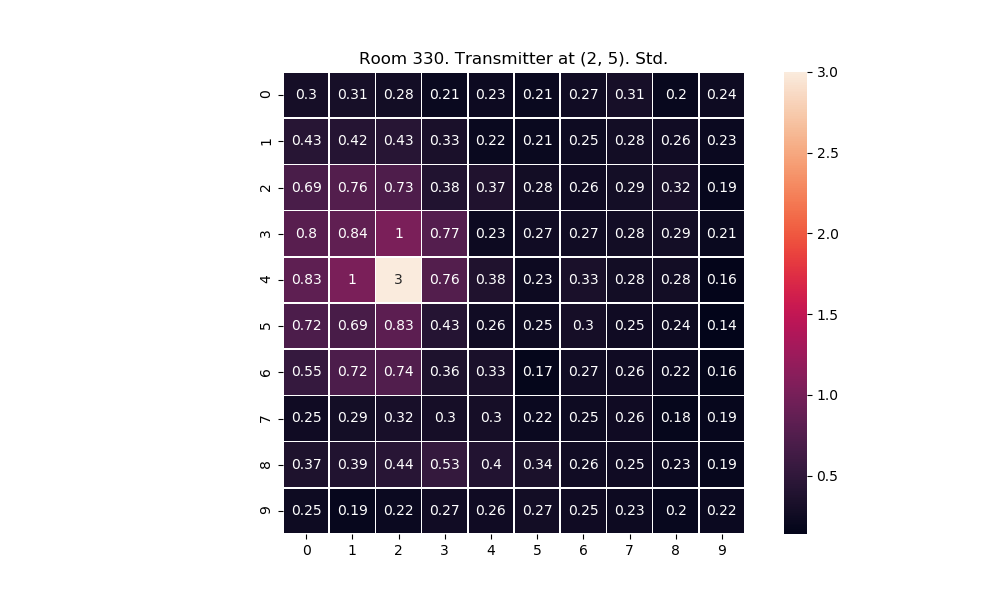 Room 330. Transmitter at (2, 5). Std.
0 0.3 0.31 0.28 0.21 0.23 0.21 0.27 0.31 0.2 0.24
1 0.43 0.42 0.43 0.33 0.22 0.21 0.25 0.28 0.26 0.23
2 0.69 0.76 0.73 0.38 0.37 0.28 0.26 0.29 0.32 0.19
3 0.8 0.84 1 0.77 0.23 0.27 0.27 0.28 0.29 0.21
4 0.83 1 3 0.76 0.38 0.23 0.33 0.28 0.28 0.16
5 0.72 0.69 0.83 0.43 0.26 0.25 0.3 0.25 0.24 0.14
6 0.55 0.72 0.74 0.36 0.33 0.17 0.27 0.26 0.22 0.16
7 0.25 0.29 0.32 0.3 0.3 0.22 0.25 0.26 0.18 0.19
8 0.37 0.39 0.44 0.53 0.4 0.34 0.26 0.25 0.23 0.19
9 0.25 0.19 0.22 0.27 0.26 0.27 0.25 0.23 0.2 0.22
0 1 2 3 4 5 6 7 8 9
3.0
2.5
2.0
1.5
1.0
0.5